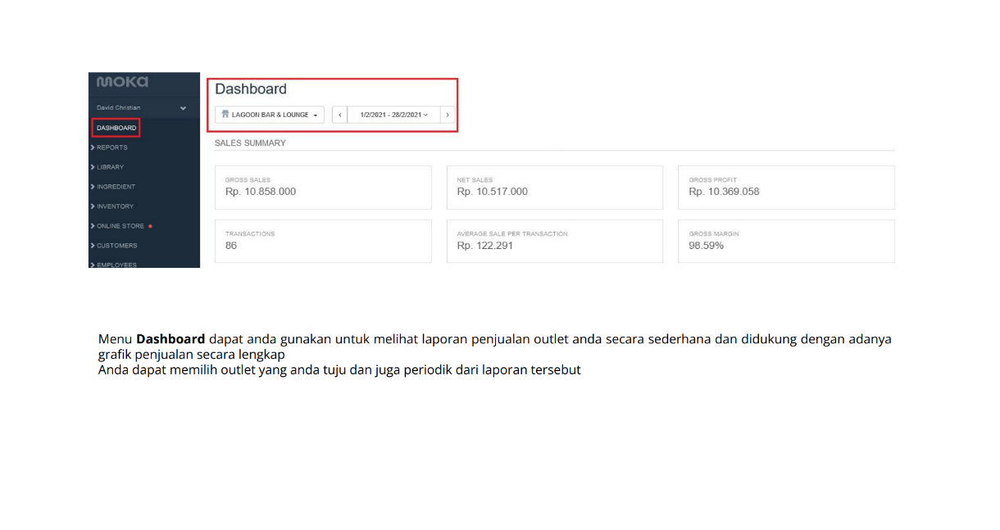 MOKA
David Christian
DASHBOARD
REPORTS
LIBRARY
INGREDIENT
INVENTORY
ONLINE STORE
CUSTOMERS
EMPLOYEES
Dashboard
LAGOON BAR & LOUNGE
1/2/2021 - 28/2/2021
SALES SUMMARY
GROSS SALES
Rp. 10.858.000
NET SALES
Rp. 10.517.000
GROSS PROFIT
Rp. 10.369.058
TRANSACTIONS
86
AVERAGE SALE PER TRANSACTION
Rp. 122.291
GROSS MARGIN
98.59%
Menu Dashboard dapat anda gunakan untuk melihat laporan penjualan outlet anda secara sederhana dan didukung dengan adanya
grafik penjualan secara lengkap
Anda dapat memilih outlet yang anda tuju dan juga periodik dari laporan tersebut